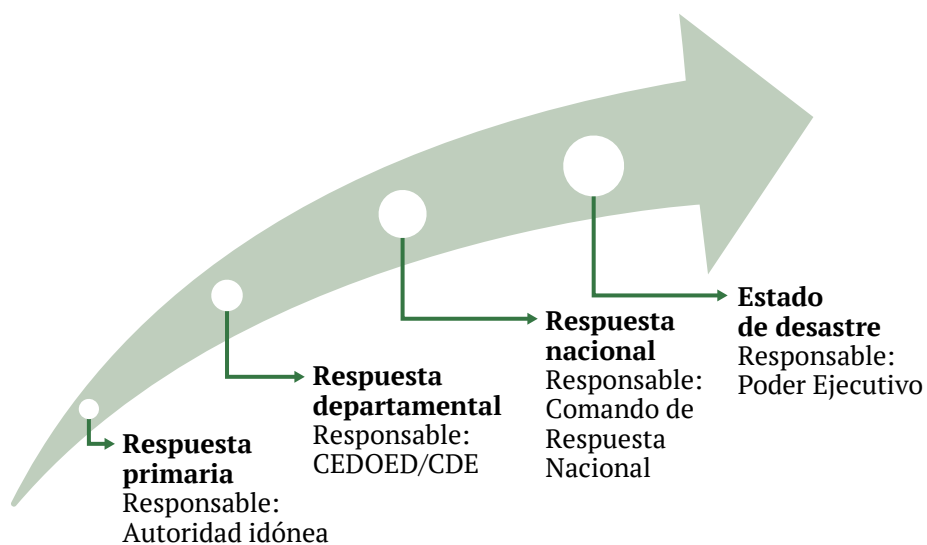 Respuesta
primaria
Responsable:
Autoridad idónea
Respuesta
departamental
Responsable:
CEDOED/CDE
Respuesta
nacional
Responsable:
Comando de
Respuesta
Nacional
Estado
de desastre
Responsable:
Poder Ejecutivo